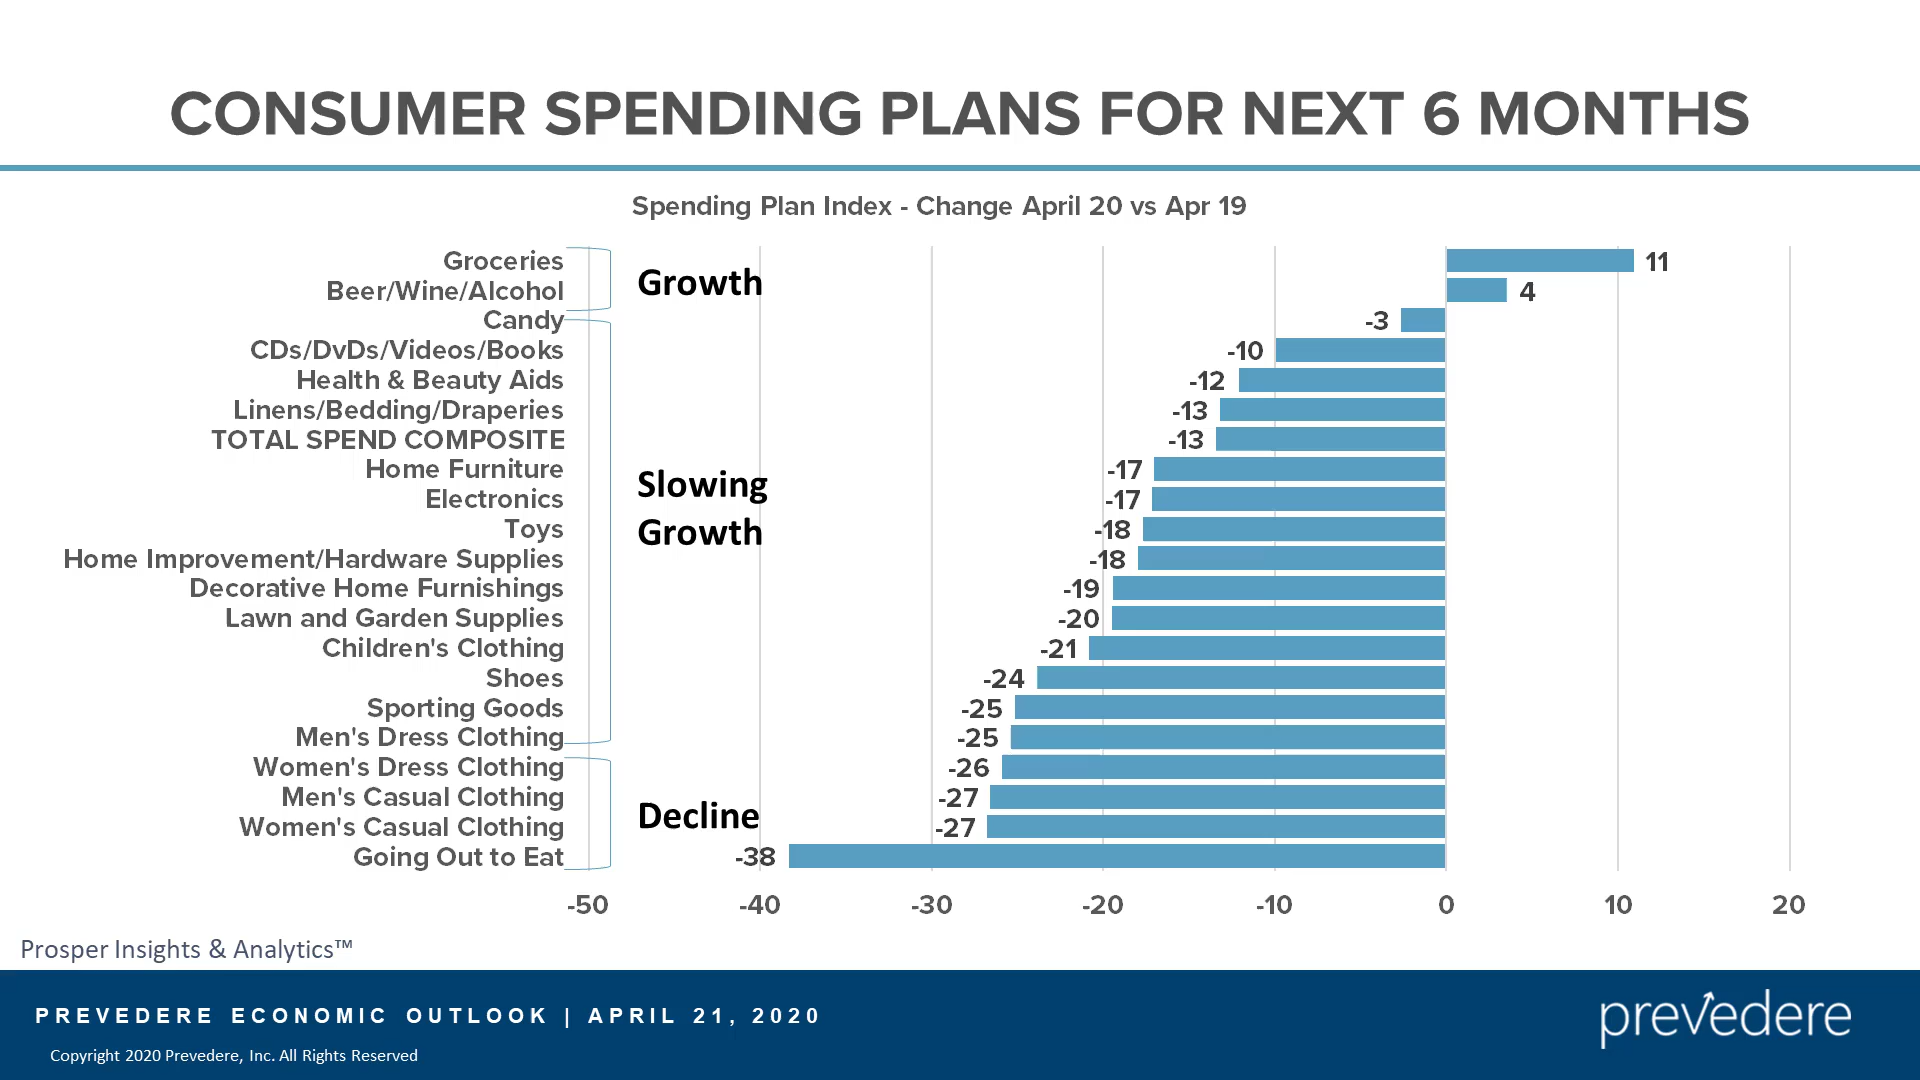 CONSUMER SPENDING PLANS FOR NEXT 6 MONTHS
Spending Plan Index - Change April 20 vs Apr 19
Groceries 11
Beer/Wine/Alcohol 4
Growth
Candy -3
CDs/DvDs/Videos/Books -10
Health & Beauty Aids -12
Linens/Bedding/Draperies -13
TOTAL SPEND COMPOSITE -13
Home Furniture -17
Electronics -17
Toys -18
Home Improvement/Hardware Supplies -18
Decorative Home Furnishings -19
Lawn and Garden Supplies -20
Children's Clothing -21
Shoes -24
Sporting Goods -25
Men's Dress Clothing -25
Slowing
Growth
Women's Dress Clothing -26
Men's Casual Clothing -27
Women's Casual Clothing -27
Going Out to Eat -38
Decline
-50 -40 -30 -20 -10 0 10 20
Prosper Insights & Analytics™
PREVEDERE ECONOMIC OUTLOOK | APRIL 21, 2020
prevedere
Copyright 2020 Prevedere, Inc. All Rights Reserved